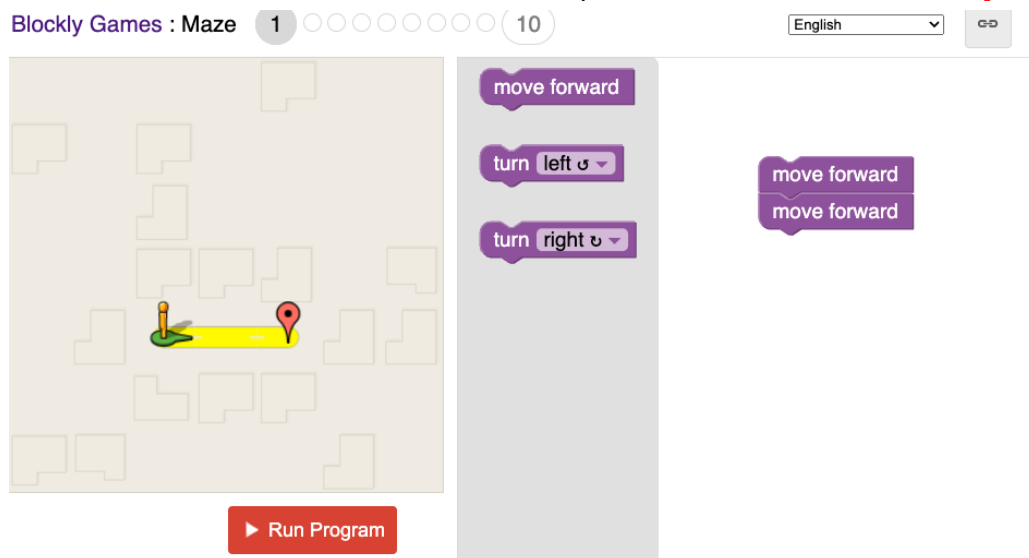 Blockly Games : Maze 1 10 English
move forward
turn left ↺
turn right ↻
move forward
move forward
Run Program